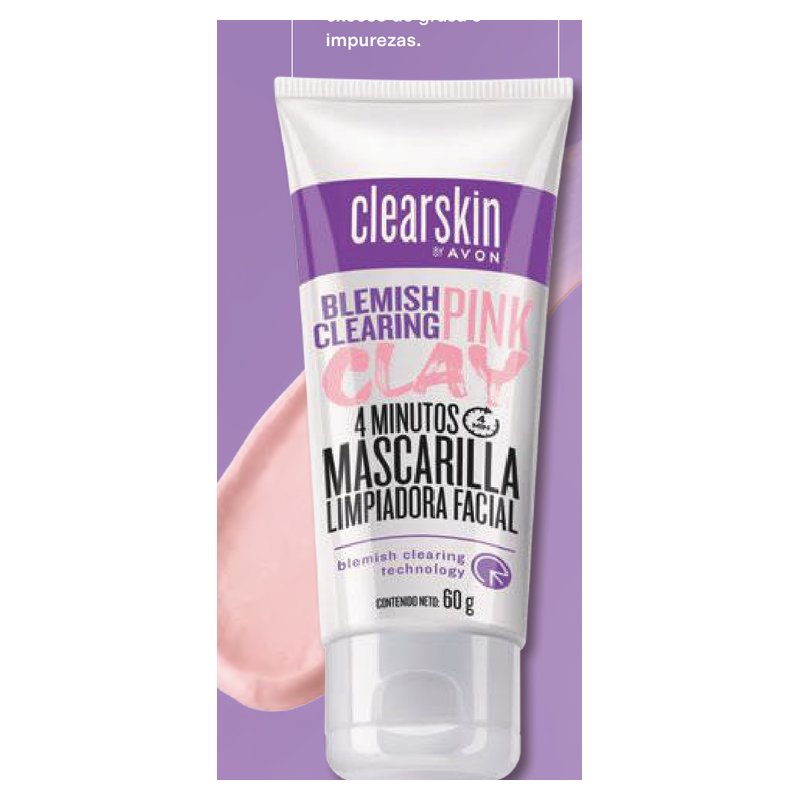 impurezas.
clearskin
BY AVON
BLEMISH
CLEARING
PINK
CLAY
4 MINUTOS
4
MIN.
MASCARILLA
LIMPIADORA FACIAL
blemish clearing
technology
CONTENIDO NETO: 60 g